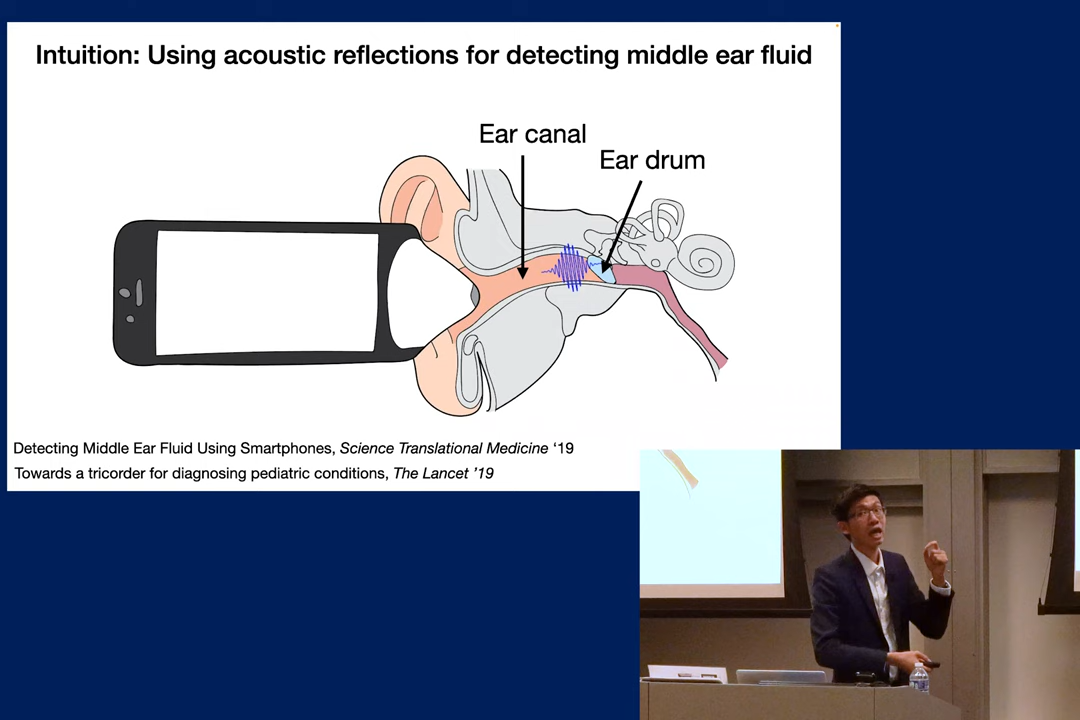 Intuition: Using acoustic reflections for detecting middle ear fluid
Ear canal
Ear drum
Detecting Middle Ear Fluid Using Smartphones, Science Translational Medicine ‘19
Towards a tricorder for diagnosing pediatric conditions, The Lancet ’19